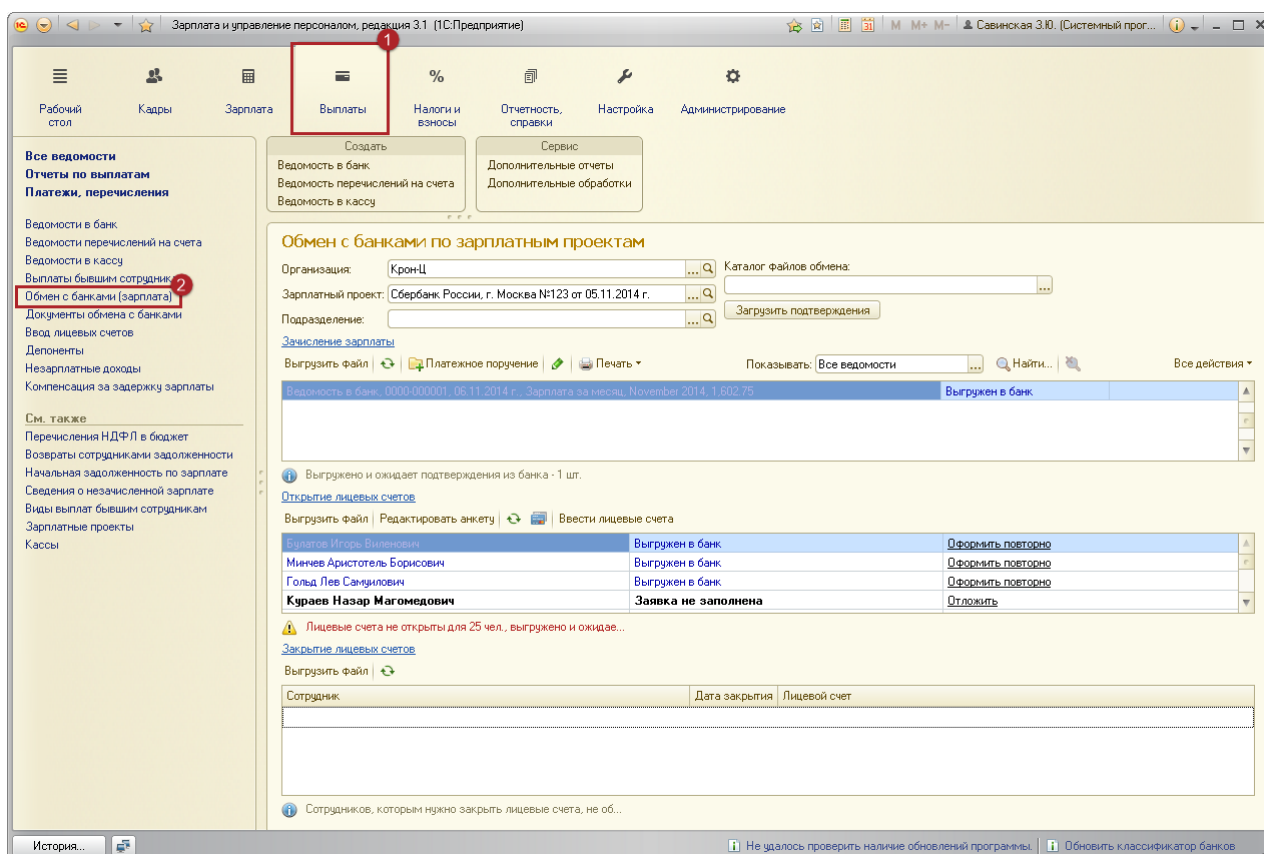 Зарплата и управление персоналом, редакция 3.1 (1С:Предприятие)
M M+ M-
Савинская З.Ю. (Системный прог...
1
Рабочий стол
Кадры
Зарплата
Выплаты
Налоги и взносы
Отчетность, справки
Настройка
Администрирование
Все ведомости
Отчеты по выплатам
Платежи, перечисления
Ведомости в банк
Ведомости перечислений на счета
Ведомости в кассу
Выплаты бывшим сотрудник
2
Обмен с банками (зарплата)
Документы обмена с банками
Ввод лицевых счетов
Депоненты
Незарплатные доходы
Компенсация за задержку зарплаты
См. также
Перечисления НДФЛ в бюджет
Возвраты сотрудниками задолженности
Начальная задолженность по зарплате
Сведения о незачисленной зарплате
Виды выплат бывшим сотрудникам
Зарплатные проекты
Кассы
Создать
Ведомость в банк
Ведомость перечислений на счета
Ведомость в кассу
Сервис
Дополнительные отчеты
Дополнительные обработки
Обмен с банками по зарплатным проектам
Организация: Крон-Ц ...
Каталог файлов обмена:
...
Зарплатный проект: Сбербанк России, г. Москва №123 от 05.11.2014 г. ...
Загрузить подтверждения
Подразделение: ...
Зачисление зарплаты
Выгрузить файл Платежное поручение Печать Показывать: Все ведомости ... Найти... Все действия
Ведомость в банк, 0000-000001, 06.11.2014 г., Зарплата за месяц, November 2014, 1,602.75 Выгружен в банк
Выгружено и ожидает подтверждения из банка - 1 шт.
Открытие лицевых счетов
Выгрузить файл Редактировать анкету Ввести лицевые счета
Булатов Игорь Виленович Выгружен в банк Оформить повторно
Минчев Аристотель Борисович Выгружен в банк Оформить повторно
Гольд Лев Самуилович Выгружен в банк Оформить повторно
Кураев Назар Магомедович Заявка не заполнена Отложить
Лицевые счета не открыты для 25 чел., выгружено и ожидае...
Закрытие лицевых счетов
Выгрузить файл
Сотрудник Дата закрытия Лицевой счет
Сотрудников, которым нужно закрыть лицевые счета, не об...
История...
Не удалось проверить наличие обновлений программы. Обновить классификатор банков